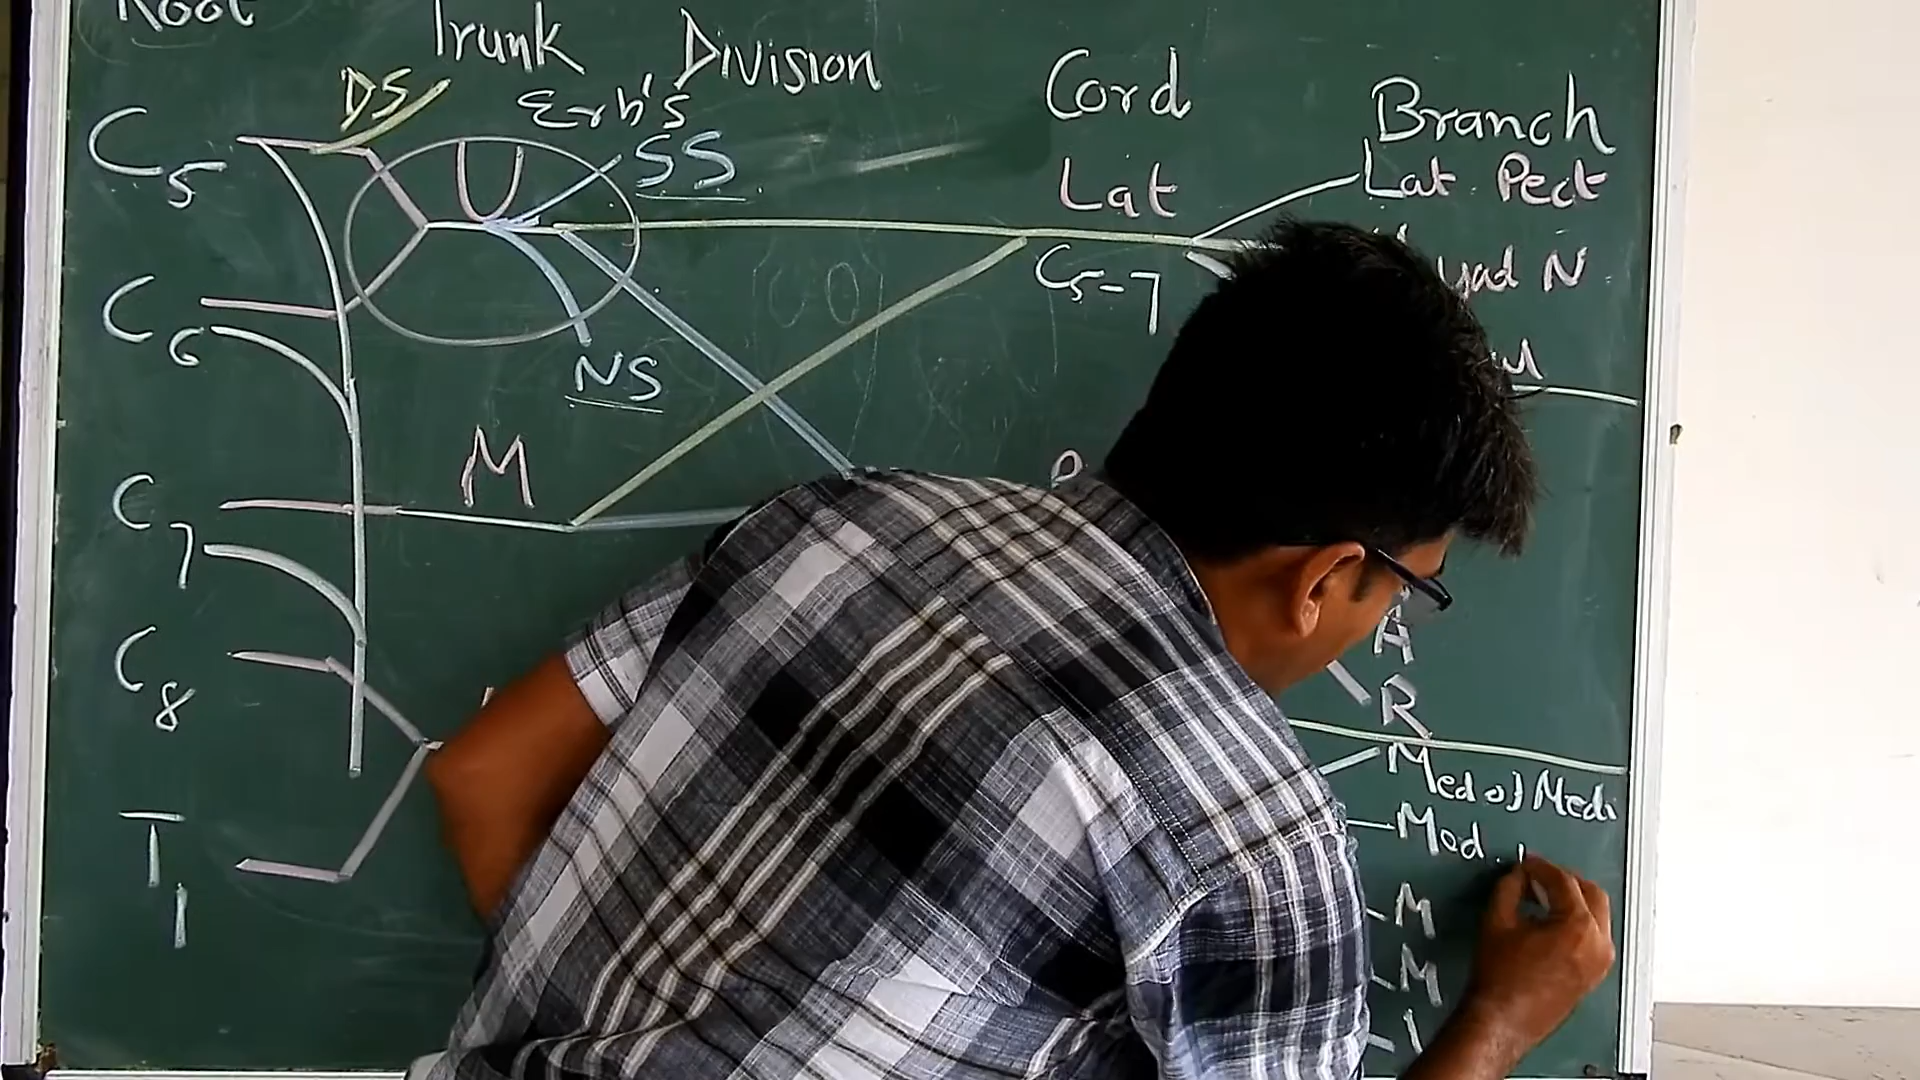 Root
Trunk
Division
Cord
Branch
DS
Erb's
SS
U
NS
C5
C6
C7
C8
T1
M
Lat
C5-7
Lat. Pect
N
A
R
Med of Medi
Med.
M
M